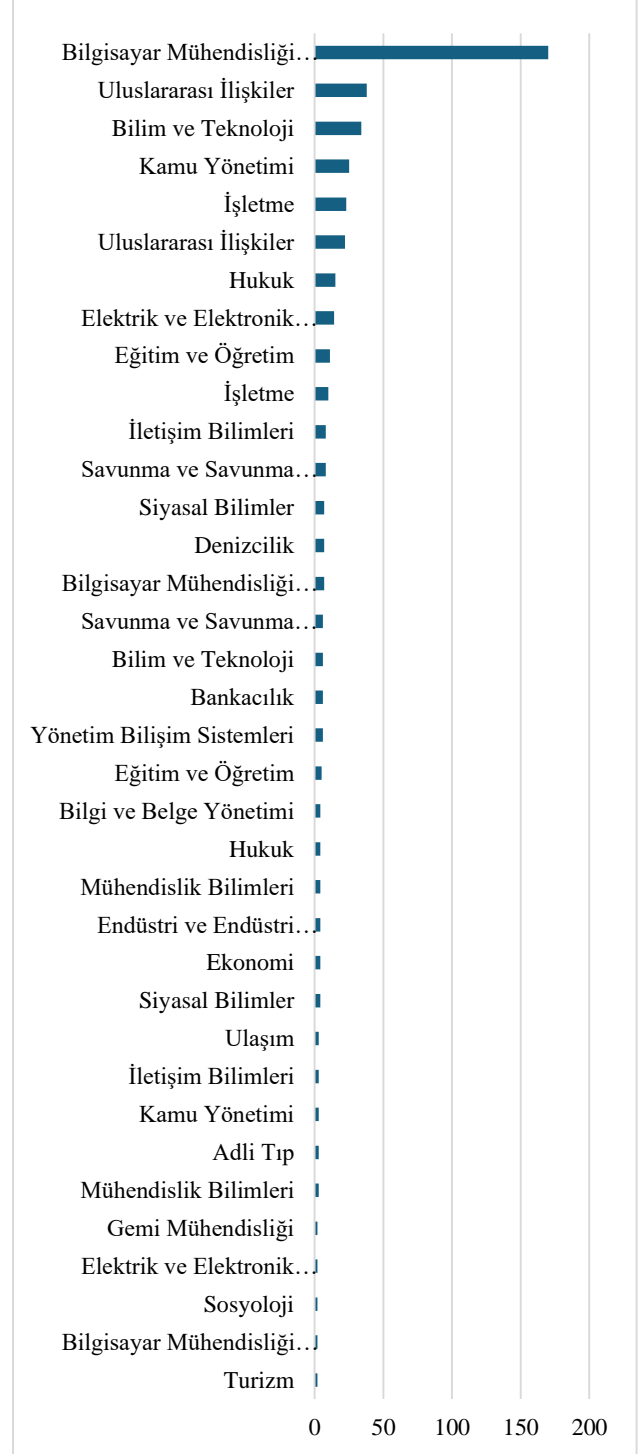 Bilgisayar Mühendisliği…
Uluslararası İlişkiler
Bilim ve Teknoloji
Kamu Yönetimi
İşletme
Uluslararası İlişkiler
Hukuk
Elektrik ve Elektronik…
Eğitim ve Öğretim
İşletme
İletişim Bilimleri
Savunma ve Savunma…
Siyasal Bilimler
Denizcilik
Bilgisayar Mühendisliği…
Savunma ve Savunma…
Bilim ve Teknoloji
Bankacılık
Yönetim Bilişim Sistemleri
Eğitim ve Öğretim
Bilgi ve Belge Yönetimi
Hukuk
Mühendislik Bilimleri
Endüstri ve Endüstri…
Ekonomi
Siyasal Bilimler
Ulaşım
İletişim Bilimleri
Kamu Yönetimi
Adli Tıp
Mühendislik Bilimleri
Gemi Mühendisliği
Elektrik ve Elektronik…
Sosyoloji
Bilgisayar Mühendisliği…
Turizm
0 50 100 150 200